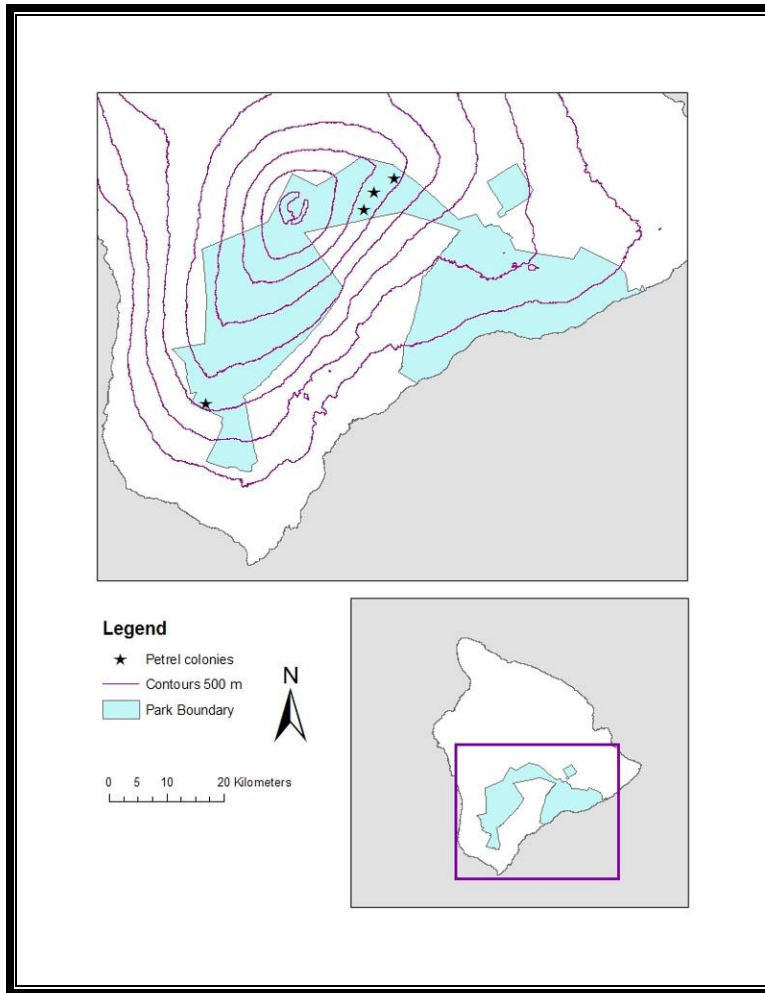 Legend
Petrel colonies
Contours 500 m
Park Boundary
N
0 5 10 20 Kilometers